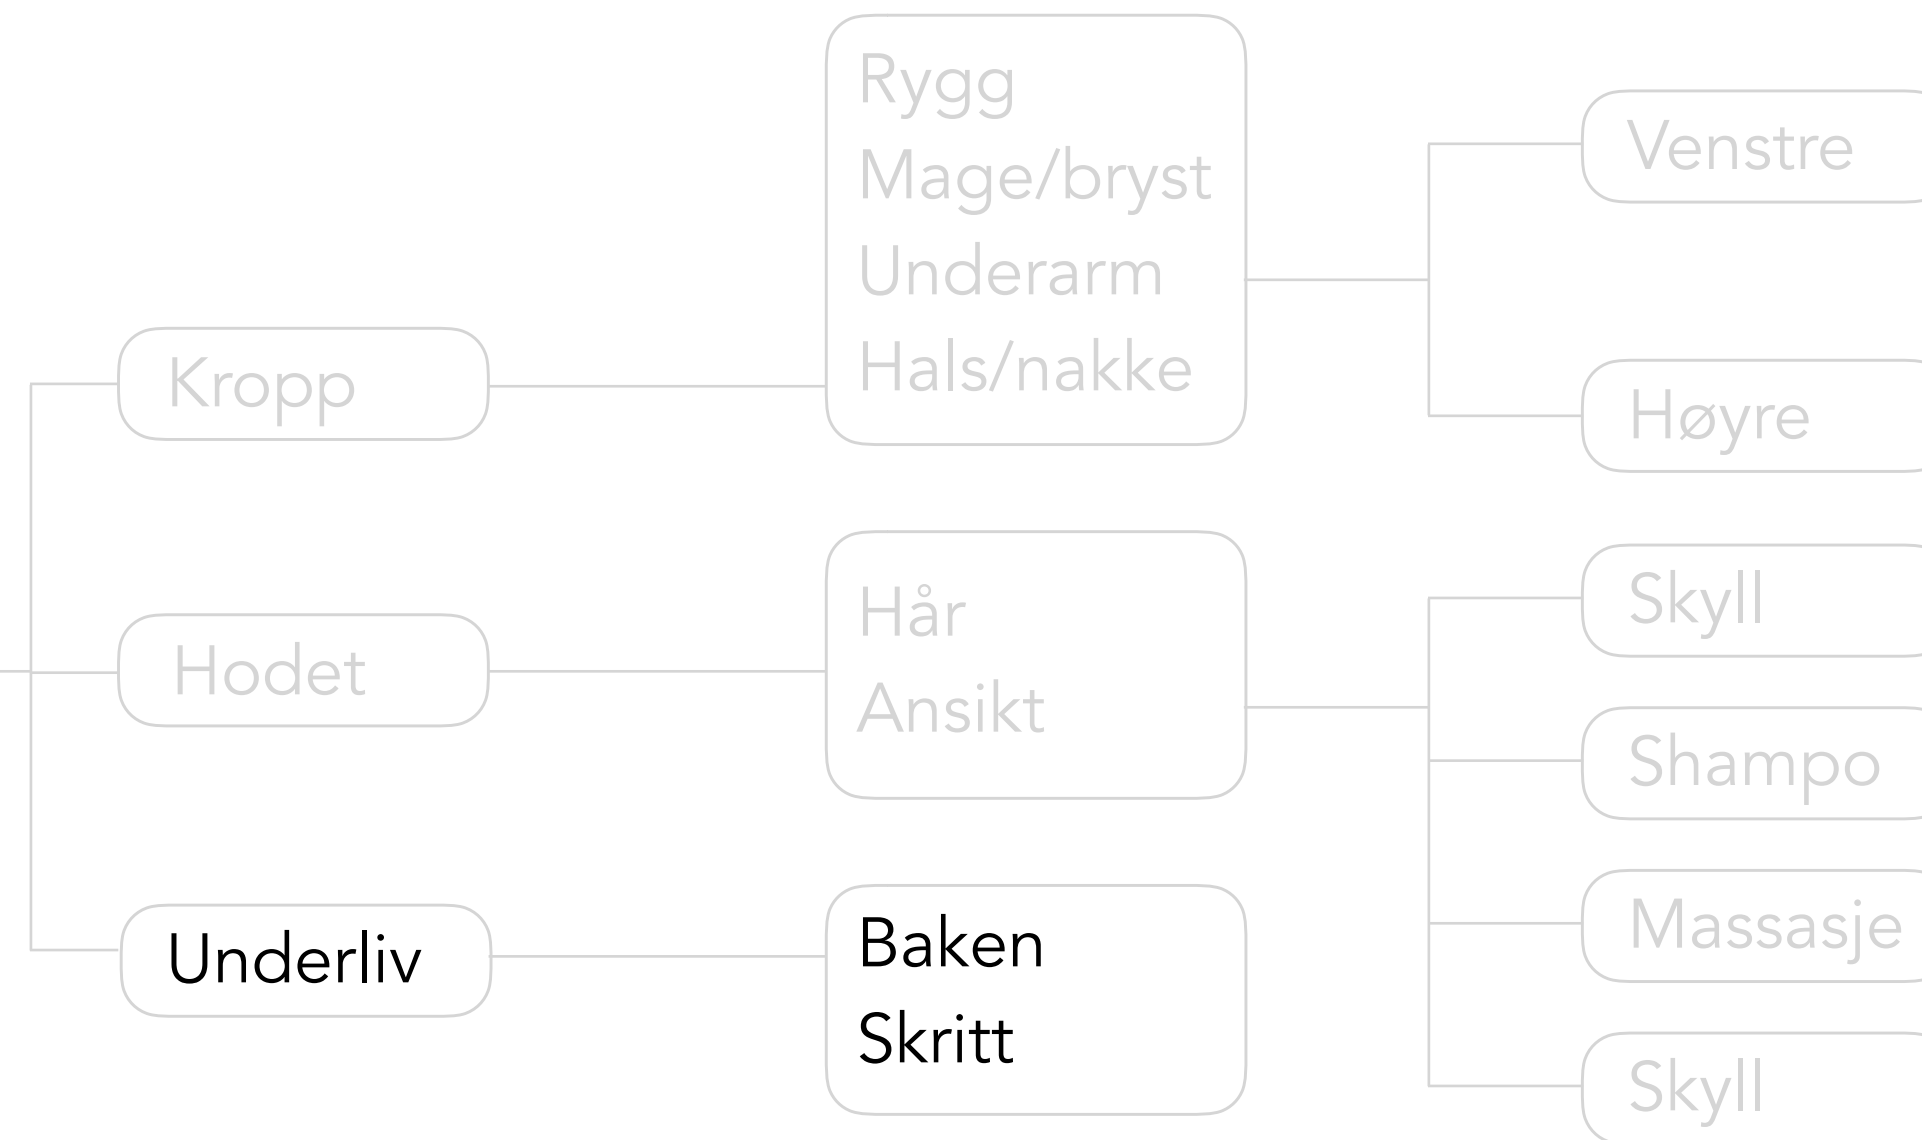 Kropp
Rygg
Mage/bryst
Underarm
Hals/nakke
Venstre
Høyre
Hodet
Hår
Ansikt
Skyll
Shampo
Massasje
Skyll
Underliv
Baken
Skritt